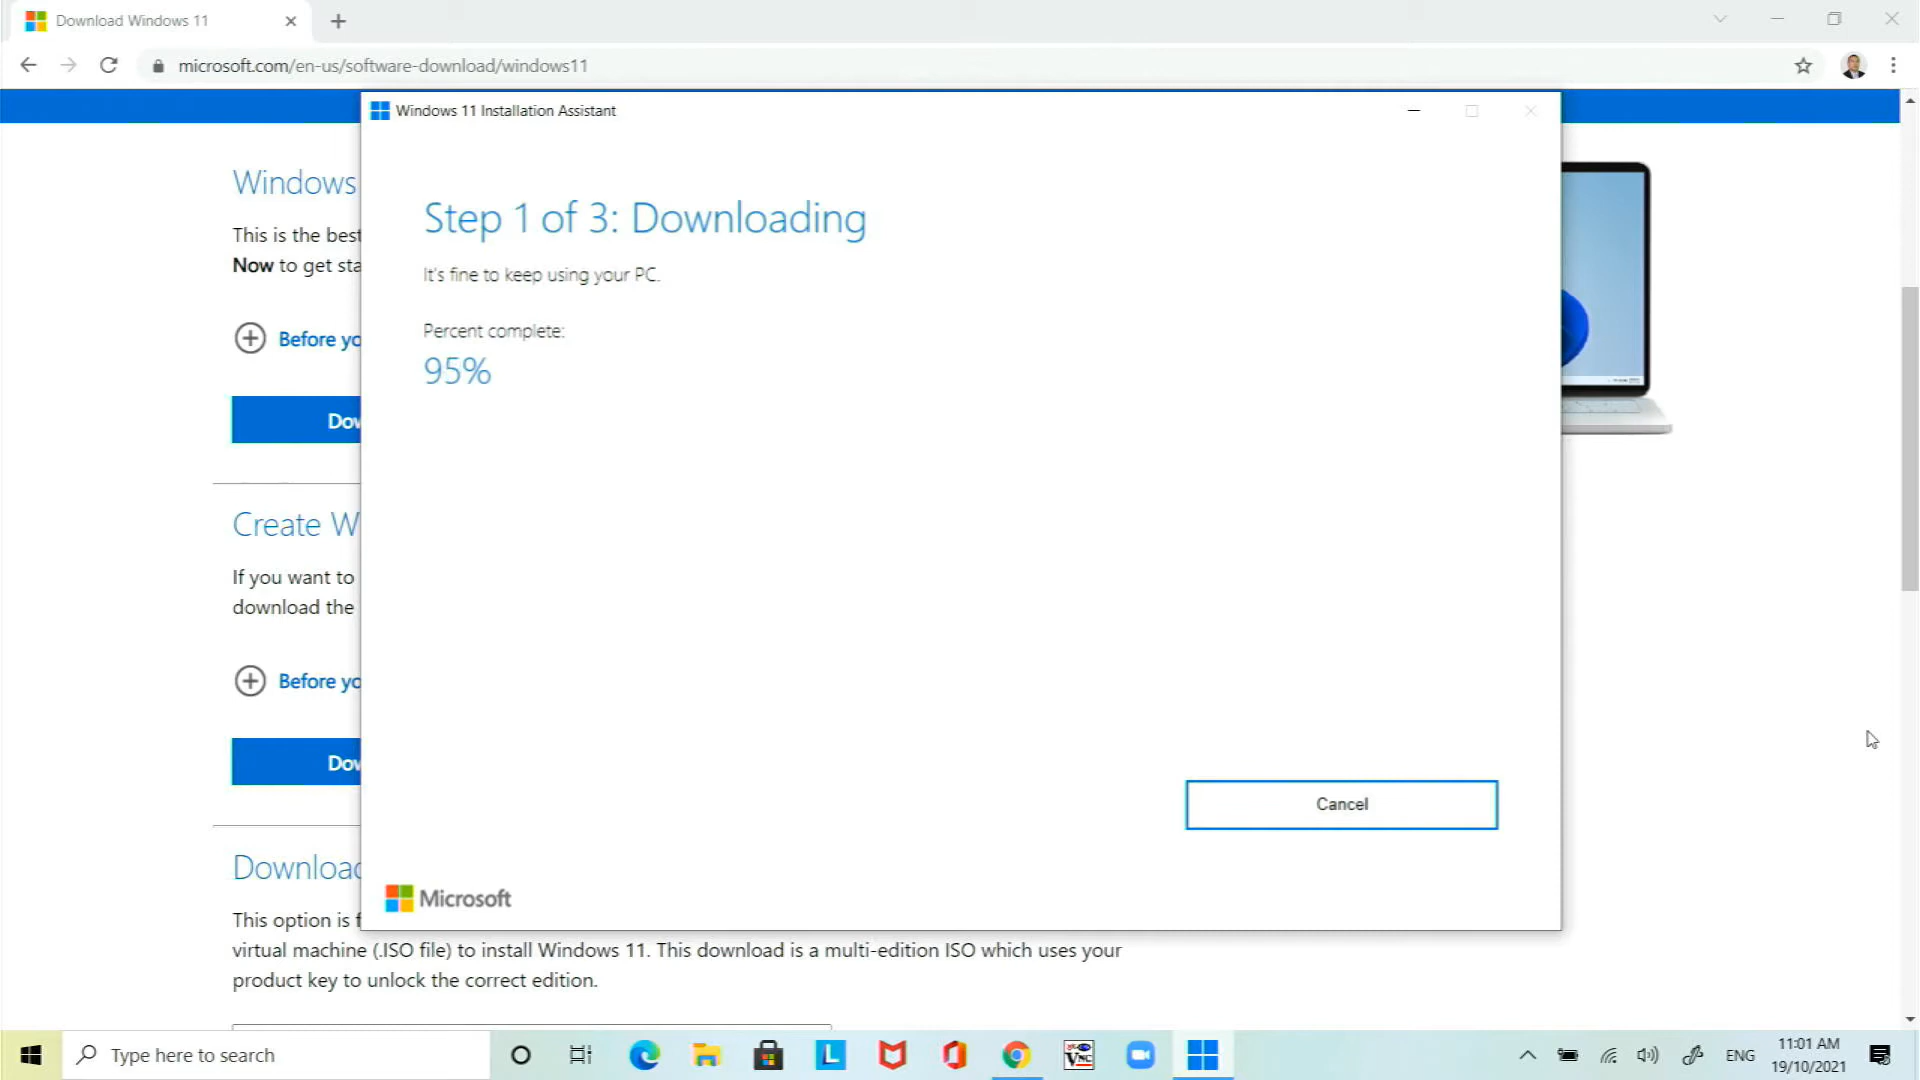 Download Windows 11
microsoft.com/en-us/software-download/windows11
Windows 11 Installation Assistant
Step 1 of 3: Downloading
It's fine to keep using your PC.
Percent complete:
95%
Cancel
Microsoft
Windows
This is the best
Now to get sta
Before yo
Dow
Create W
If you want to
download the
Before yo
Dow
Download
This option is f
virtual machine (.ISO file) to install Windows 11. This download is a multi-edition ISO which uses your
product key to unlock the correct edition.
Type here to search
L
VNC
ENG
11:01 AM
19/10/2021